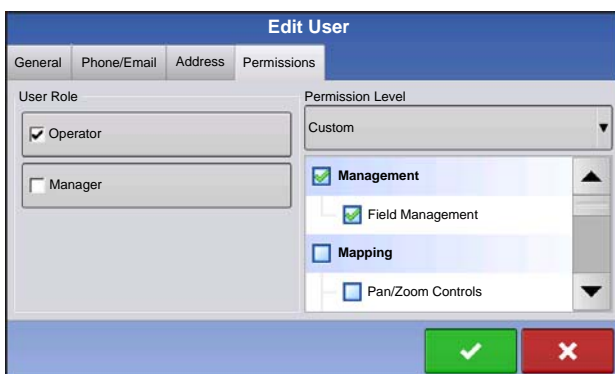 Edit User
General Phone/Email Address Permissions
User Role
Operator
Manager
Permission Level
Custom
Management
Field Management
Mapping
Pan/Zoom Controls